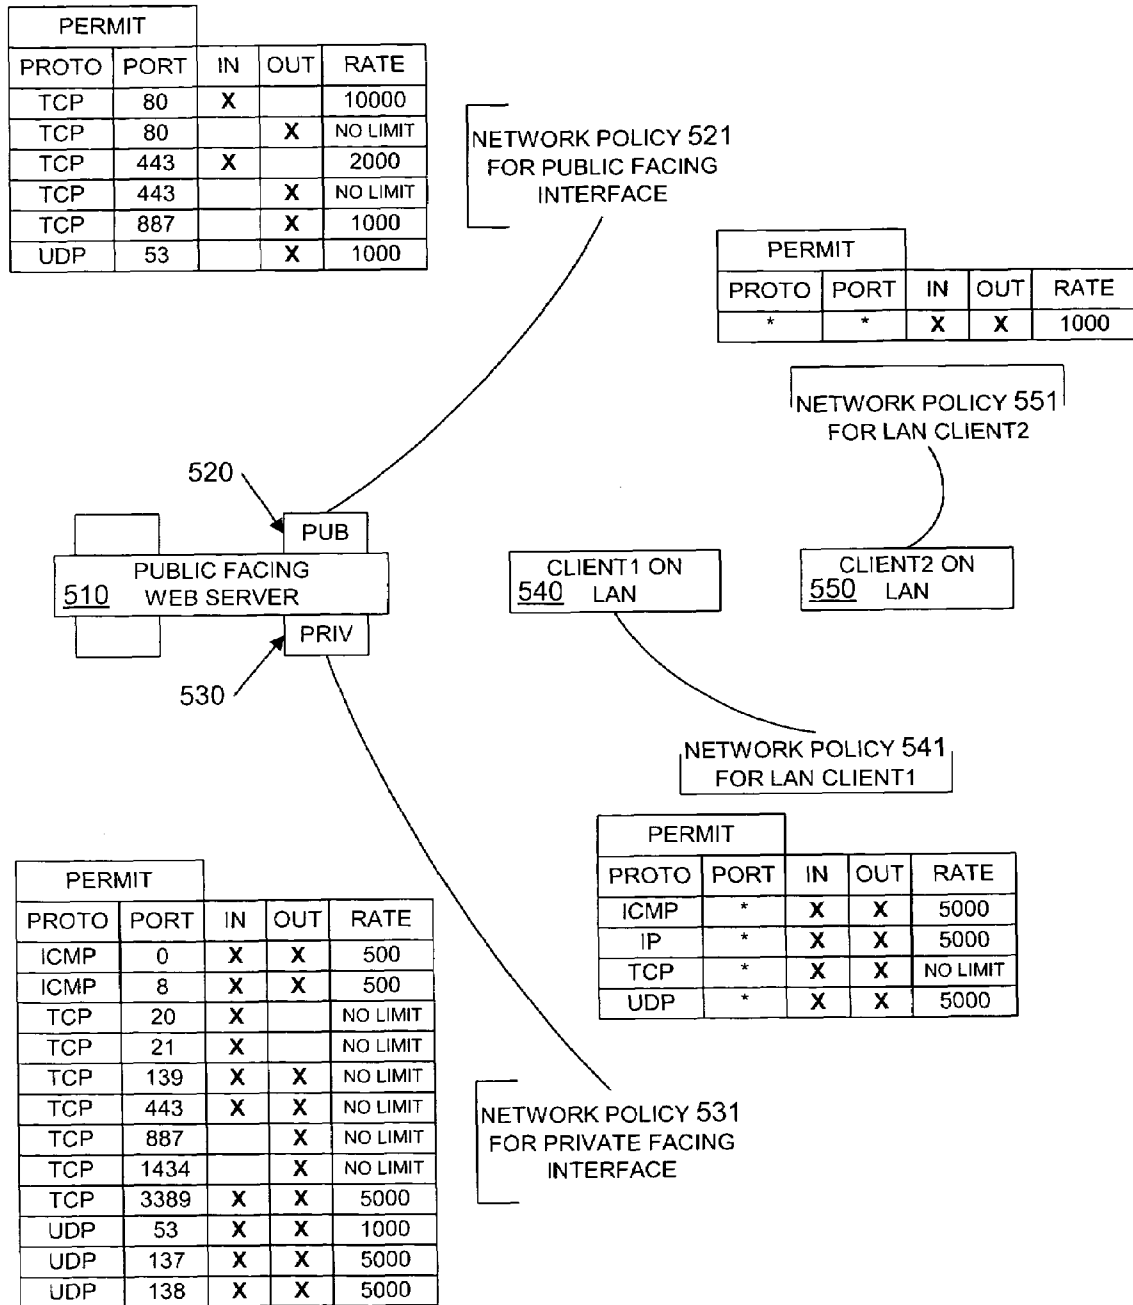 PERMIT
PROTO PORT IN OUT RATE
TCP 80 X 10000
TCP 80 X NO LIMIT
TCP 443 X 2000
TCP 443 X NO LIMIT
TCP 887 X 1000
UDP 53 X 1000
NETWORK POLICY 521
FOR PUBLIC FACING
INTERFACE
PERMIT
PROTO PORT IN OUT RATE
* * X X 1000
NETWORK POLICY 551
FOR LAN CLIENT2
520
PUB
PUBLIC FACING
510 WEB SERVER
PRIV
530
CLIENT1 ON
540 LAN
CLIENT2 ON
550 LAN
NETWORK POLICY 541
FOR LAN CLIENT1
PERMIT
PROTO PORT IN OUT RATE
ICMP * X X 5000
IP * X X 5000
TCP * X X NO LIMIT
UDP * X X 5000
PERMIT
PROTO PORT IN OUT RATE
ICMP 0 X X 500
ICMP 8 X X 500
TCP 20 X NO LIMIT
TCP 21 X NO LIMIT
TCP 139 X X NO LIMIT
TCP 443 X X NO LIMIT
TCP 887 X NO LIMIT
TCP 1434 X NO LIMIT
TCP 3389 X X 5000
UDP 53 X X 1000
UDP 137 X X 5000
UDP 138 X X 5000
NETWORK POLICY 531
FOR PRIVATE FACING
INTERFACE